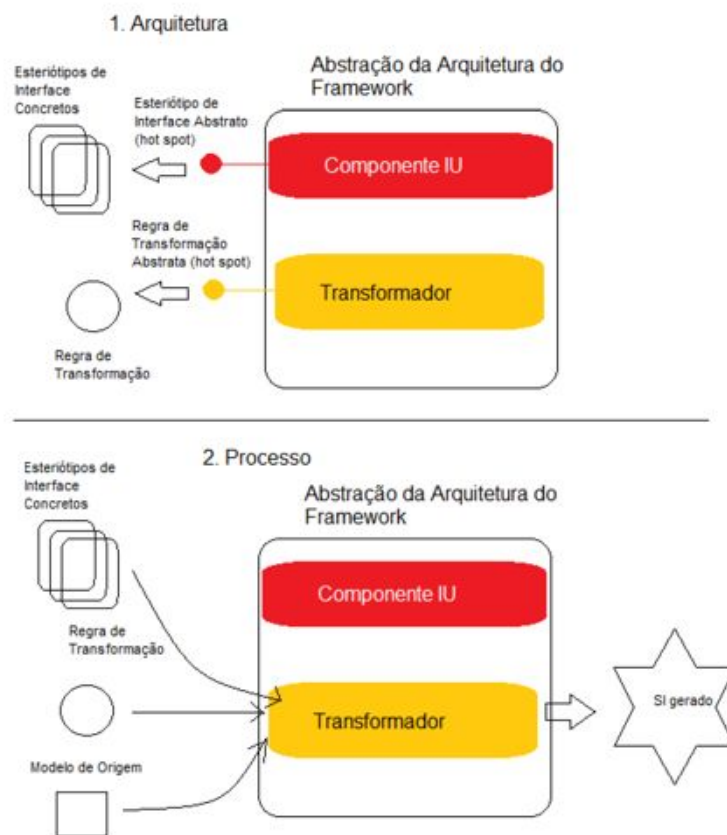 1. Arquitetura
Esteriótipos de
Interface
Concretos
Esteriótipo de
Interface Abstrato
(hot spot)
Abstração da Arquitetura do
Framework
Componente IU
Regra de
Transformação
Abstrata (hot spot)
Transformador
Regra de
Transformação
2. Processo
Esteriótipos de
Interface
Concretos
Abstração da Arquitetura do
Framework
Componente IU
Regra de
Transformação
Transformador
SI gerado
Modelo de Origem